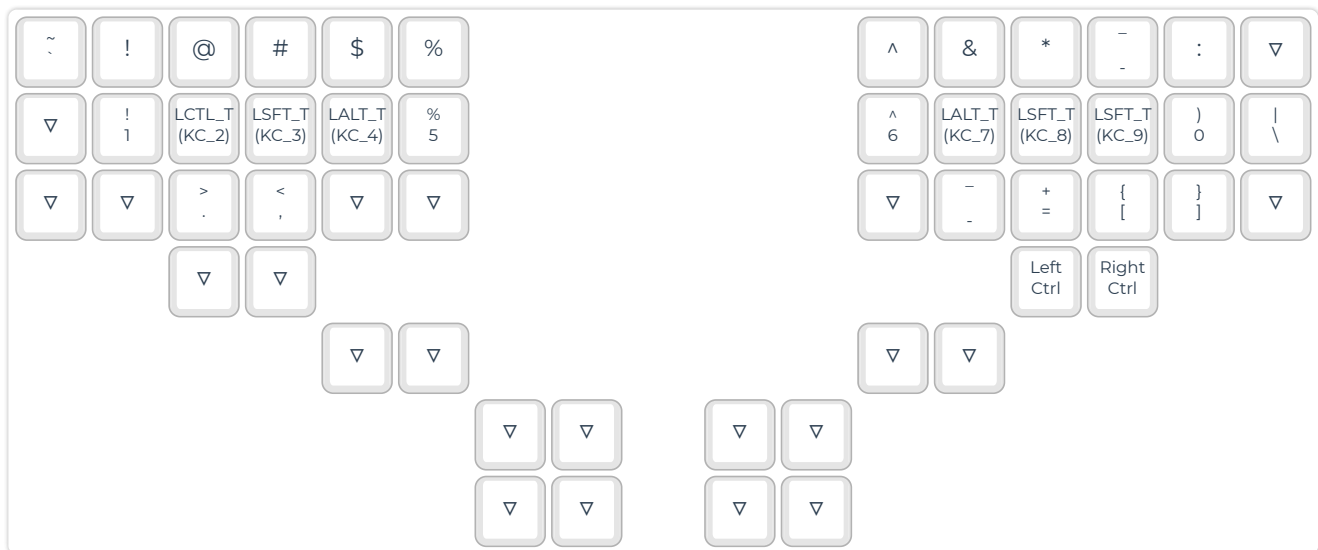 ~ ! @ # $ % ^ & * _ : ▽
` -
▽ ! LCTL_T LSFT_T LALT_T % ^ LALT_T LSFT_T LSFT_T ) |
1 (KC_2) (KC_3) (KC_4) 5 6 (KC_7) (KC_8) (KC_9) 0 \
▽ ▽ > < ▽ ▽ ▽ _ + { } ▽
. , - = [ ]
▽ ▽ Left Right
Ctrl Ctrl
▽ ▽ ▽ ▽
▽ ▽ ▽ ▽
▽ ▽ ▽ ▽